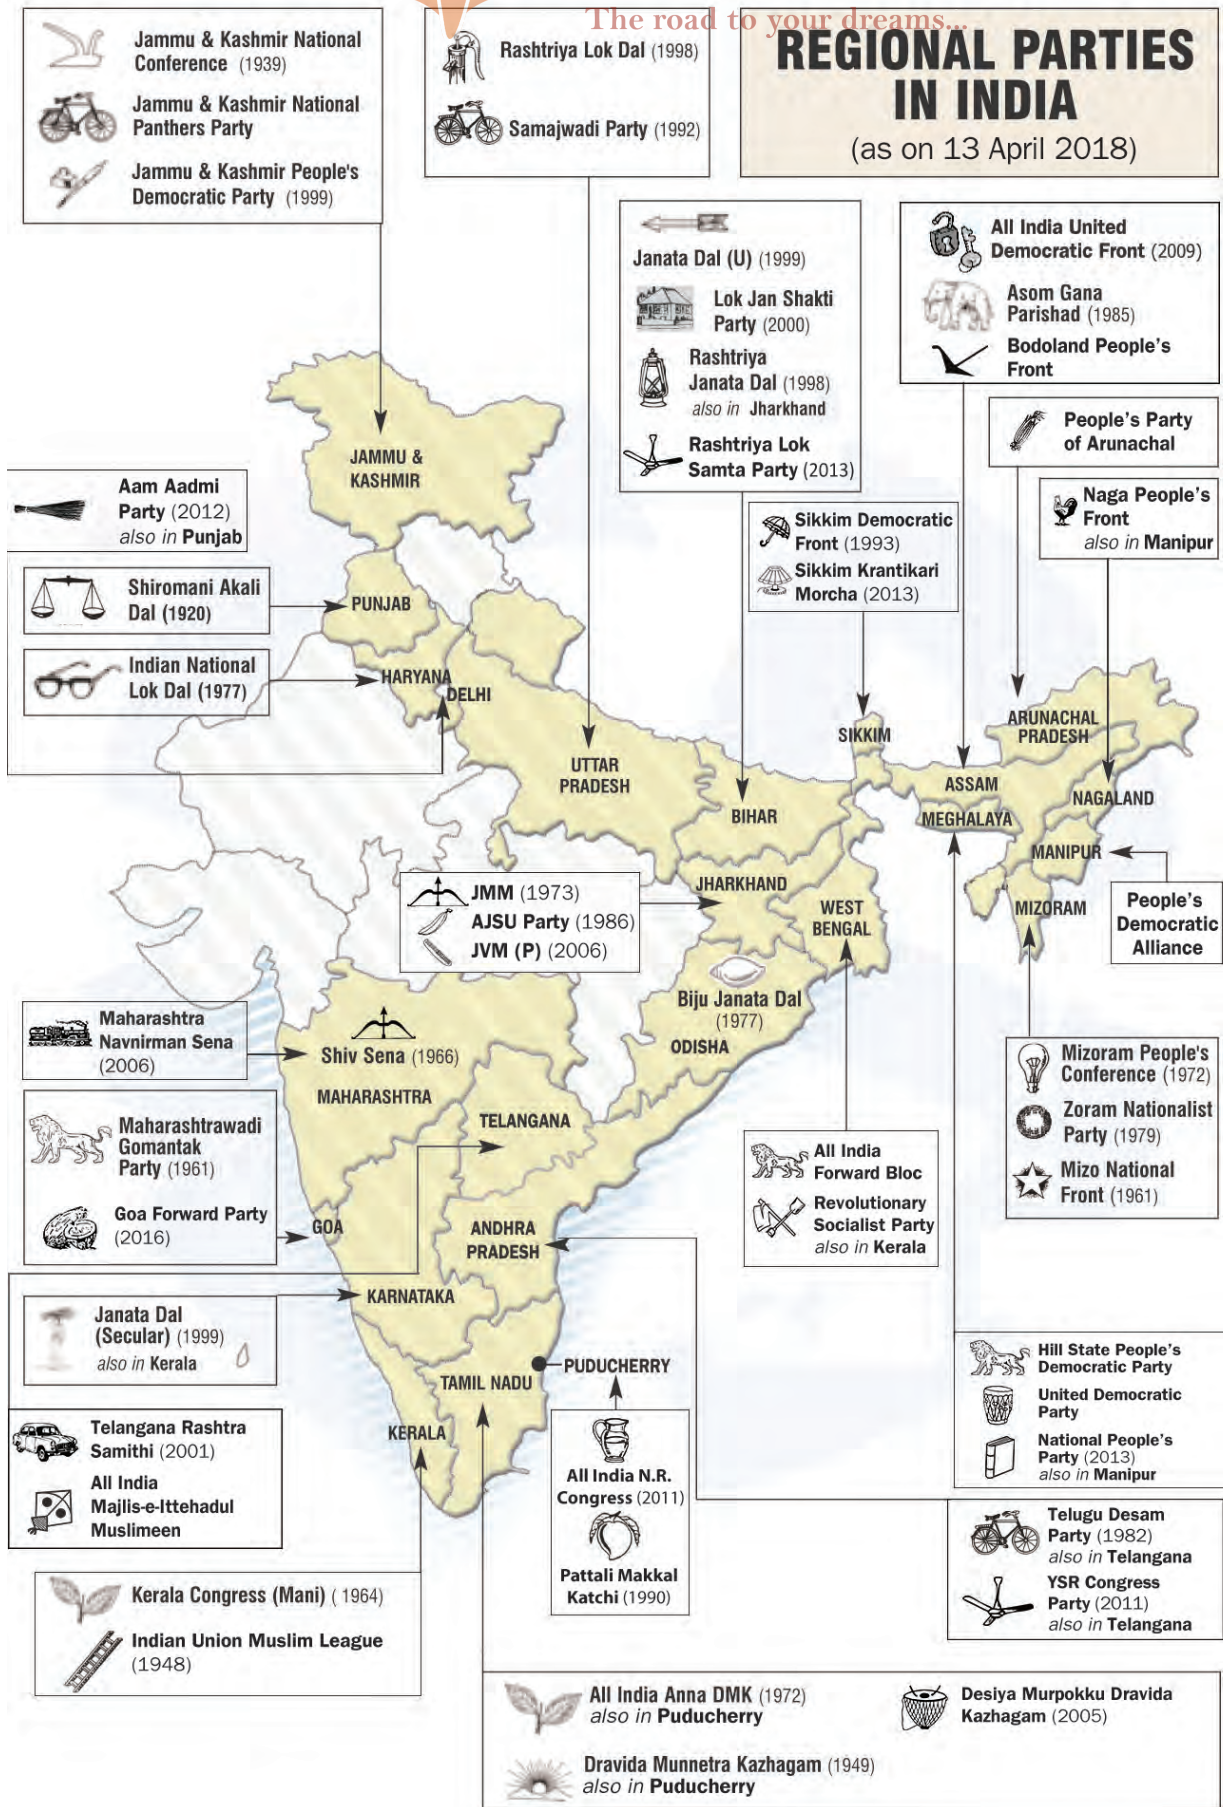 The road to your dreams...
REGIONAL PARTIES
IN INDIA
(as on 13 April 2018)
Jammu & Kashmir National
Conference (1939)
Jammu & Kashmir National
Panthers Party
Jammu & Kashmir People's
Democratic Party (1999)
Rashtriya Lok Dal (1998)
Samajwadi Party (1992)
Janata Dal (U) (1999)
Lok Jan Shakti
Party (2000)
Rashtriya
Janata Dal (1998)
also in Jharkhand
Rashtriya Lok
Samta Party (2013)
All India United
Democratic Front (2009)
Asom Gana
Parishad (1985)
Bodoland People's
Front
People's Party
of Arunachal
Naga People's
Front
also in Manipur
Sikkim Democratic
Front (1993)
Sikkim Krantikari
Morcha (2013)
Aam Aadmi
Party (2012)
also in Punjab
Shiromani Akali
Dal (1920)
Indian National
Lok Dal (1977)
JAMMU &
KASHMIR
PUNJAB
HARYANA
DELHI
UTTAR
PRADESH
BIHAR
SIKKIM
ARUNACHAL
PRADESH
ASSAM
NAGALAND
MEGHALAYA
MANIPUR
MIZORAM
JHARKHAND
WEST
BENGAL
People's
Democratic
Alliance
JMM (1973)
AJSU Party (1986)
JVM (P) (2006)
Biju Janata Dal
(1977)
ODISHA
Maharashtra
Navnirman Sena
(2006)
Shiv Sena (1966)
MAHARASHTRA
TELANGANA
Maharashtrawadi
Gomantak
Party (1961)
Goa Forward Party
(2016)
GOA
ANDHRA
PRADESH
KARNATAKA
Janata Dal
(Secular) (1999)
also in Kerala
PUDUCHERRY
TAMIL NADU
KERALA
All India
Forward Bloc
Revolutionary
Socialist Party
also in Kerala
Mizoram People's
Conference (1972)
Zoram Nationalist
Party (1979)
Mizo National
Front (1961)
Hill State People's
Democratic Party
United Democratic
Party
National People's
Party (2013)
also in Manipur
Telangana Rashtra
Samithi (2001)
All India
Majlis-e-Ittehadul
Muslimeen
All India N.R.
Congress (2011)
Pattali Makkal
Katchi (1990)
Telugu Desam
Party (1982)
also in Telangana
YSR Congress
Party (2011)
also in Telangana
Kerala Congress (Mani) ( 1964)
Indian Union Muslim League
(1948)
All India Anna DMK (1972)
also in Puducherry
Desiya Murpokku Dravida
Kazhagam (2005)
Dravida Munnetra Kazhagam (1949)
also in Puducherry